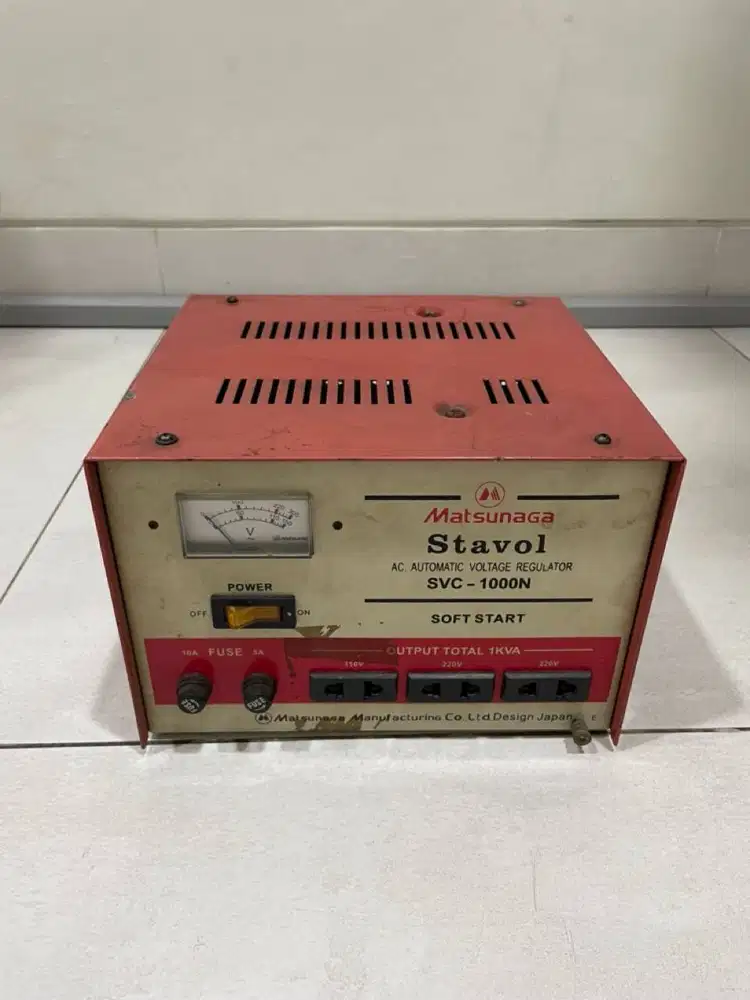 V
Matsunaga
Stavol
AC. AUTOMATIC VOLTAGE REGULATOR
SVC - 1000N
SOFT START
POWER
OFF
ON
10A FUSE 5A
OUTPUT TOTAL 1KVA
110V 220V 220V
FUSE
Matsunaga Manufacturing Co, Ltd. Design Japan
E